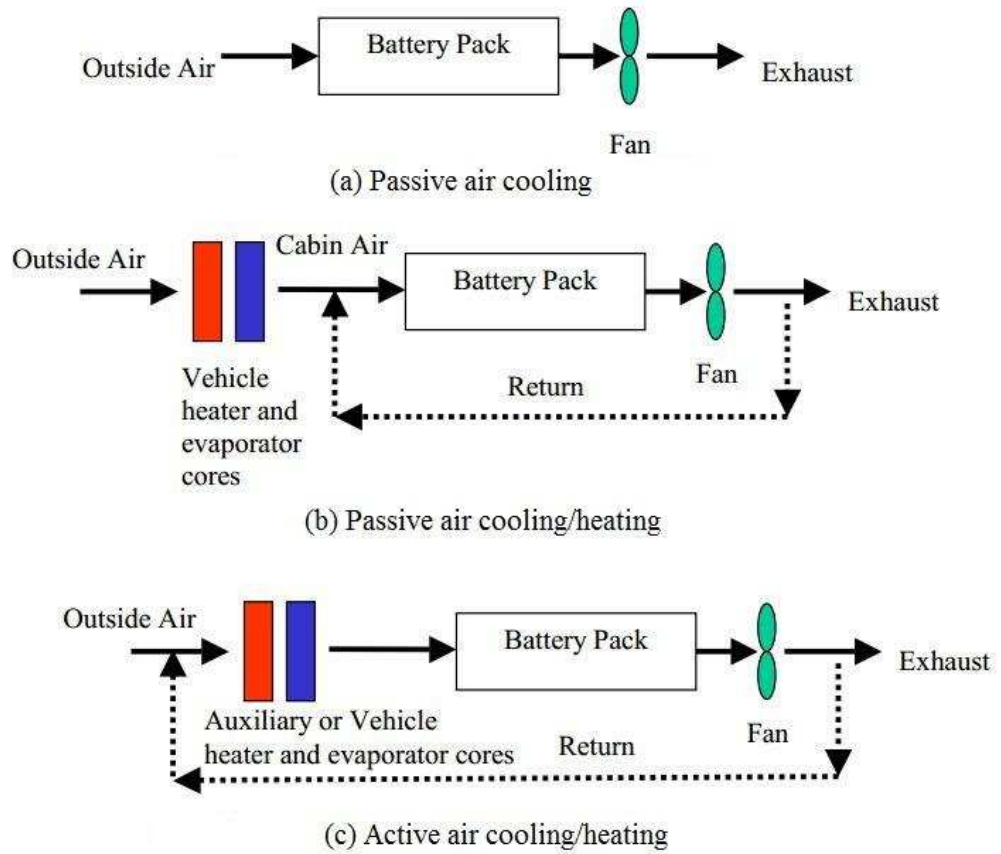 Battery Pack
Outside Air
Exhaust
Fan
(a) Passive air cooling
Cabin Air
Outside Air
Battery Pack
Exhaust
Vehicle
heater and
evaporator
cores
Return
Fan
(b) Passive air cooling/heating
Outside Air
Battery Pack
Exhaust
Auxiliary or Vehicle
heater and evaporator cores
Return
Fan
(c) Active air cooling/heating